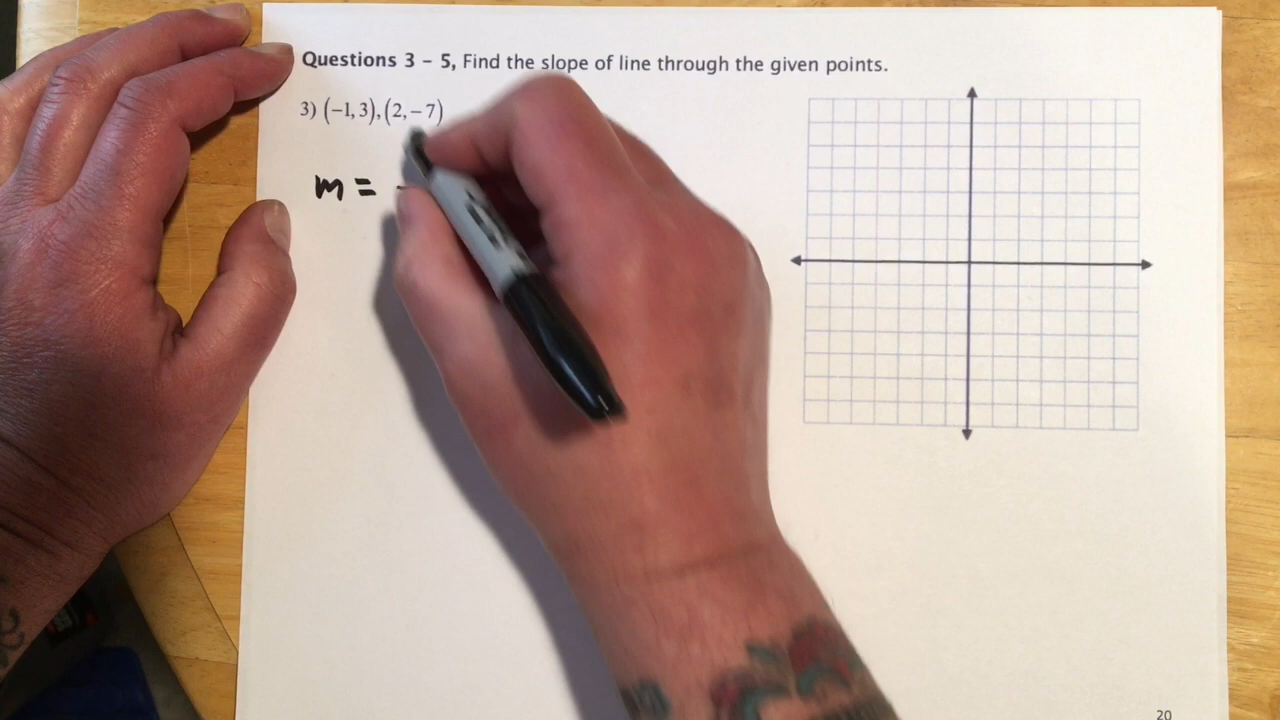 Questions 3 – 5, Find the slope of line through the given points.
3) (−1, 3), (2, − 7)
m =
20